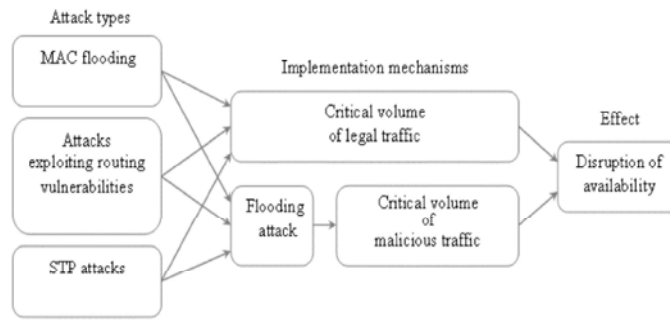 Attack types
MAC flooding
Attacks
exploiting routing
vulnerabilities
STP attacks
Implementation mechanisms
Critical volume
of legal traffic
Flooding
attack
Critical volume
of
malicious traffic
Effect
Disruption of
availability